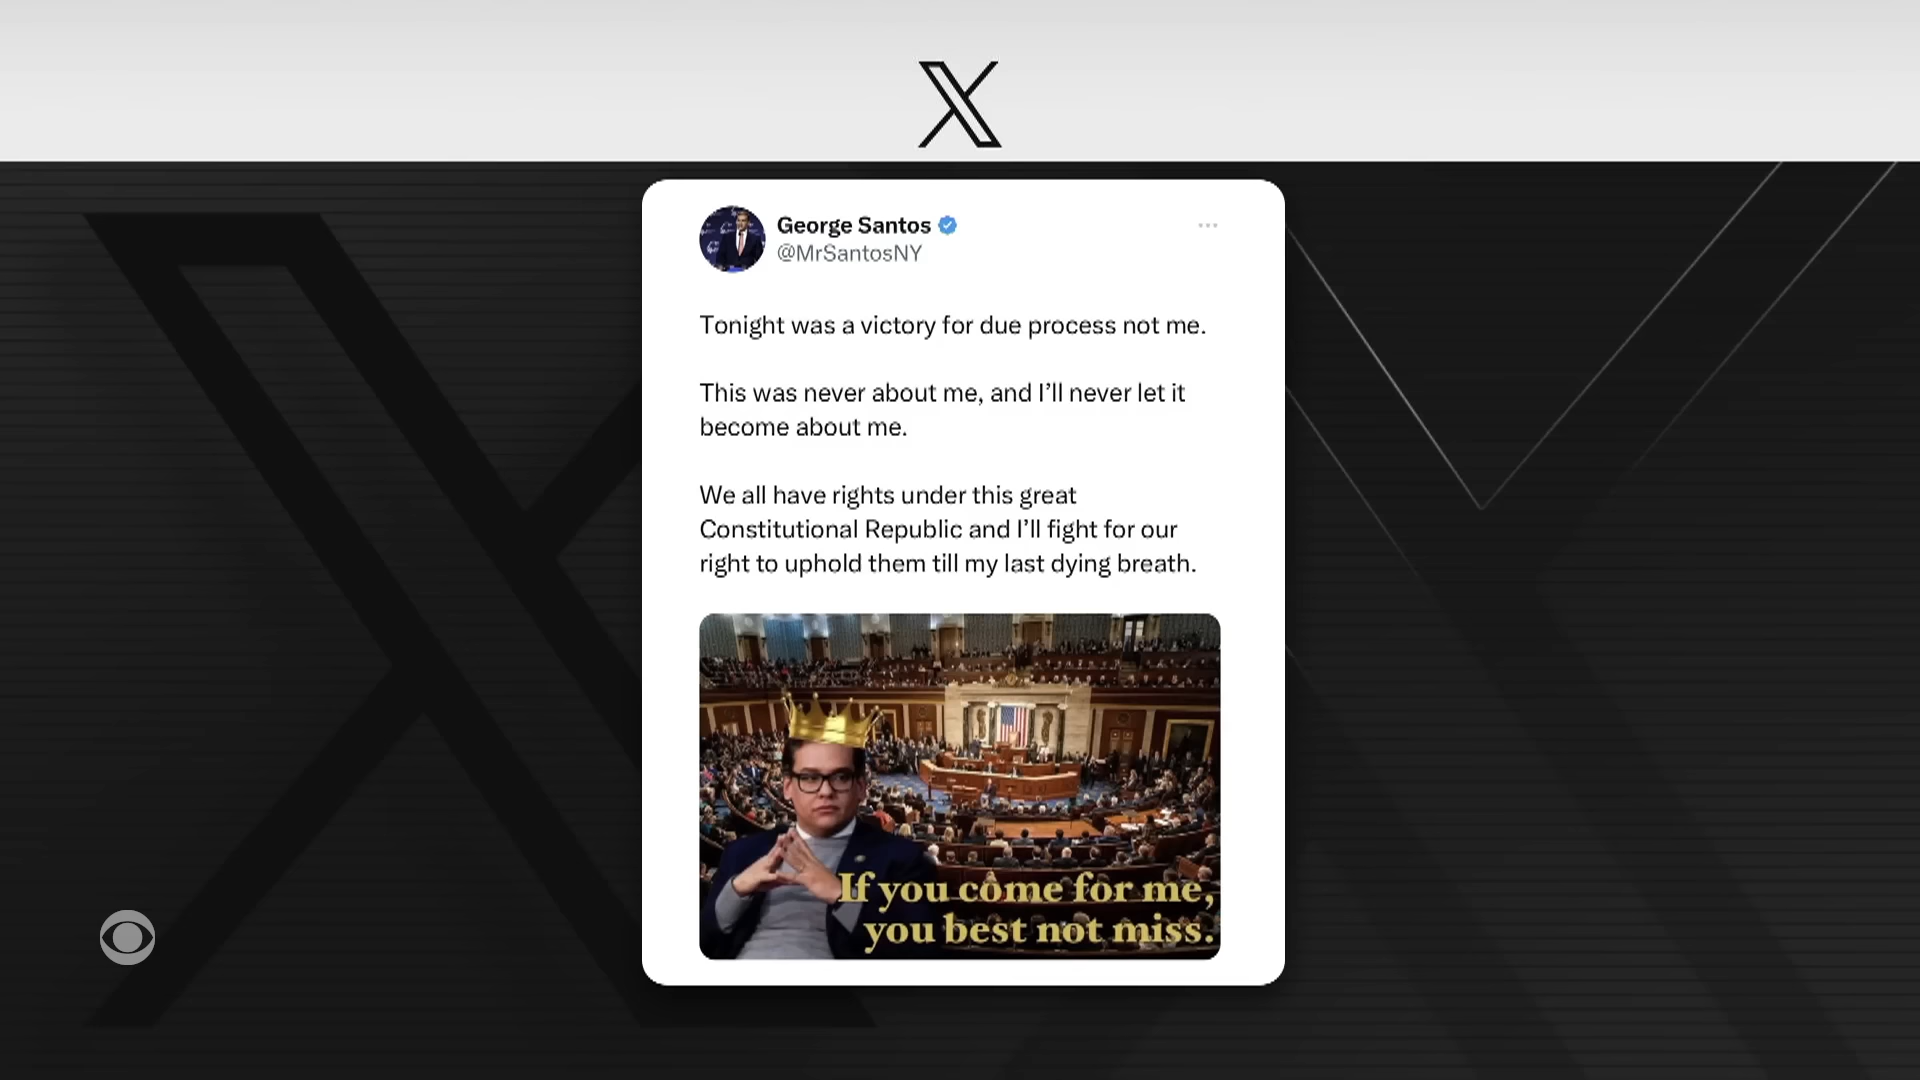 George Santos
@MrSantosNY
Tonight was a victory for due process not me.
This was never about me, and I’ll never let it
become about me.
We all have rights under this great
Constitutional Republic and I’ll fight for our
right to uphold them till my last dying breath.
If you come for me,
you best not miss.